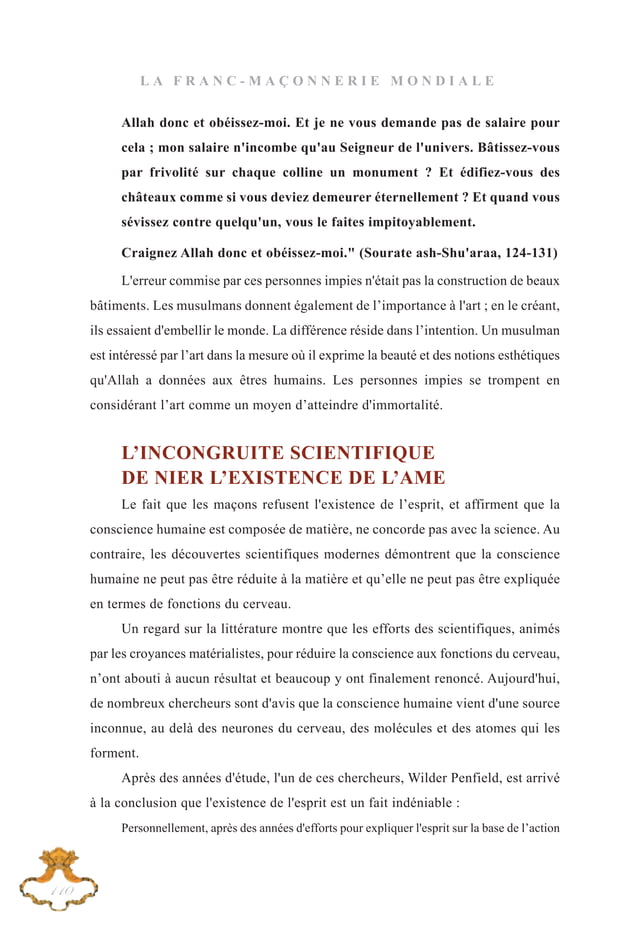 LA FRANC-MAÇONNERIE MONDIALE
Allah donc et obéissez-moi. Et je ne vous demande pas de salaire pour
cela ; mon salaire n'incombe qu'au Seigneur de l'univers. Bâtissez-vous
par frivolité sur chaque colline un monument ? Et édifiez-vous des
châteaux comme si vous deviez demeurer éternellement ? Et quand vous
sévissez contre quelqu'un, vous le faites impitoyablement.
Craignez Allah donc et obéissez-moi." (Sourate ash-Shu'araa, 124-131)
L'erreur commise par ces personnes impies n'était pas la construction de beaux
bâtiments. Les musulmans donnent également de l’importance à l'art ; en le créant,
ils essaient d'embellir le monde. La différence réside dans l’intention. Un musulman
est intéressé par l’art dans la mesure où il exprime la beauté et des notions esthétiques
qu'Allah a données aux êtres humains. Les personnes impies se trompent en
considérant l’art comme un moyen d’atteindre d'immortalité.
L’INCONGRUITE SCIENTIFIQUE
DE NIER L’EXISTENCE DE L’AME
Le fait que les maçons refusent l'existence de l’esprit, et affirment que la
conscience humaine est composée de matière, ne concorde pas avec la science. Au
contraire, les découvertes scientifiques modernes démontrent que la conscience
humaine ne peut pas être réduite à la matière et qu’elle ne peut pas être expliquée
en termes de fonctions du cerveau.
Un regard sur la littérature montre que les efforts des scientifiques, animés
par les croyances matérialistes, pour réduire la conscience aux fonctions du cerveau,
n’ont abouti à aucun résultat et beaucoup y ont finalement renoncé. Aujourd'hui,
de nombreux chercheurs sont d'avis que la conscience humaine vient d'une source
inconnue, au delà des neurones du cerveau, des molécules et des atomes qui les
forment.
Après des années d'étude, l'un de ces chercheurs, Wilder Penfield, est arrivé
à la conclusion que l'existence de l'esprit est un fait indéniable :
Personnellement, après des années d'efforts pour expliquer l'esprit sur la base de l’action
110